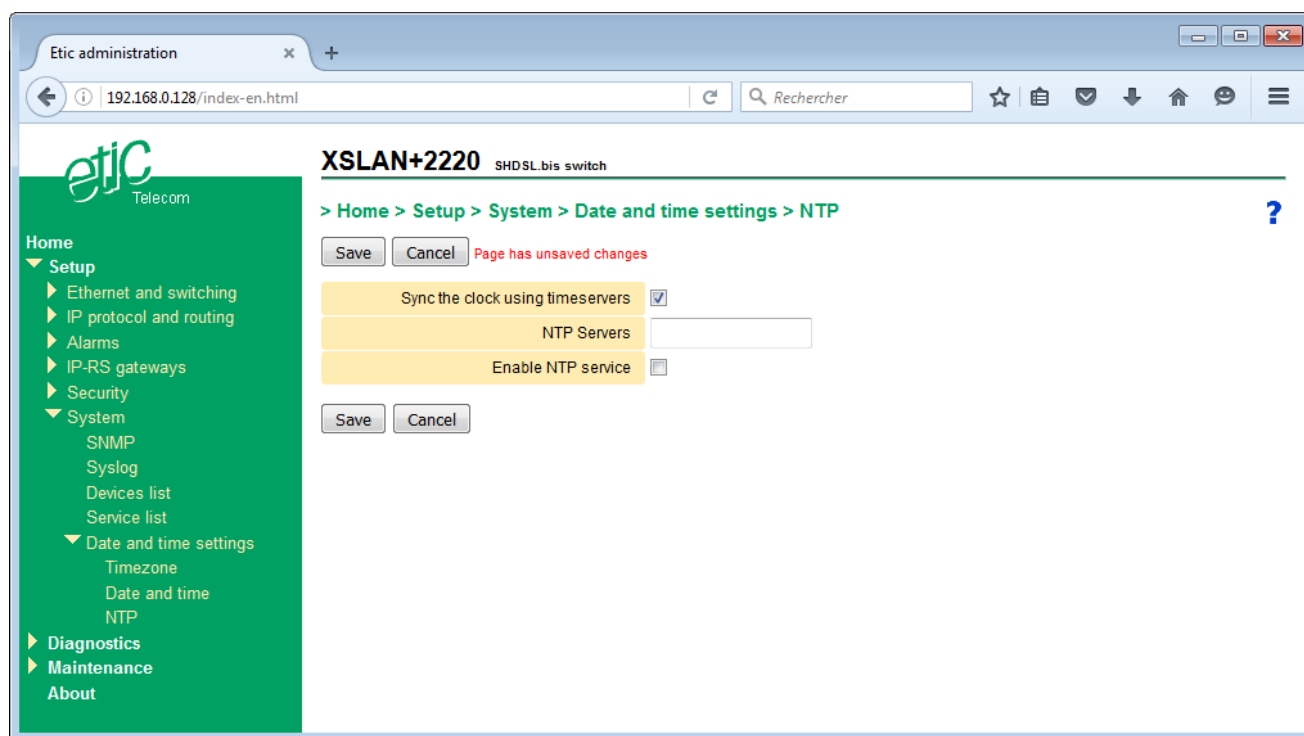 Etic administration
192.168.0.128/index-en.html
Rechercher
etic
Telecom
Home
Setup
Ethernet and switching
IP protocol and routing
Alarms
IP-RS gateways
Security
System
SNMP
Syslog
Devices list
Service list
Date and time settings
Timezone
Date and time
NTP
Diagnostics
Maintenance
About
XSLAN+2220 SHDSL.bis switch
> Home > Setup > System > Date and time settings > NTP
?
Save Cancel Page has unsaved changes
Sync the clock using timeservers
NTP Servers
Enable NTP service
Save Cancel